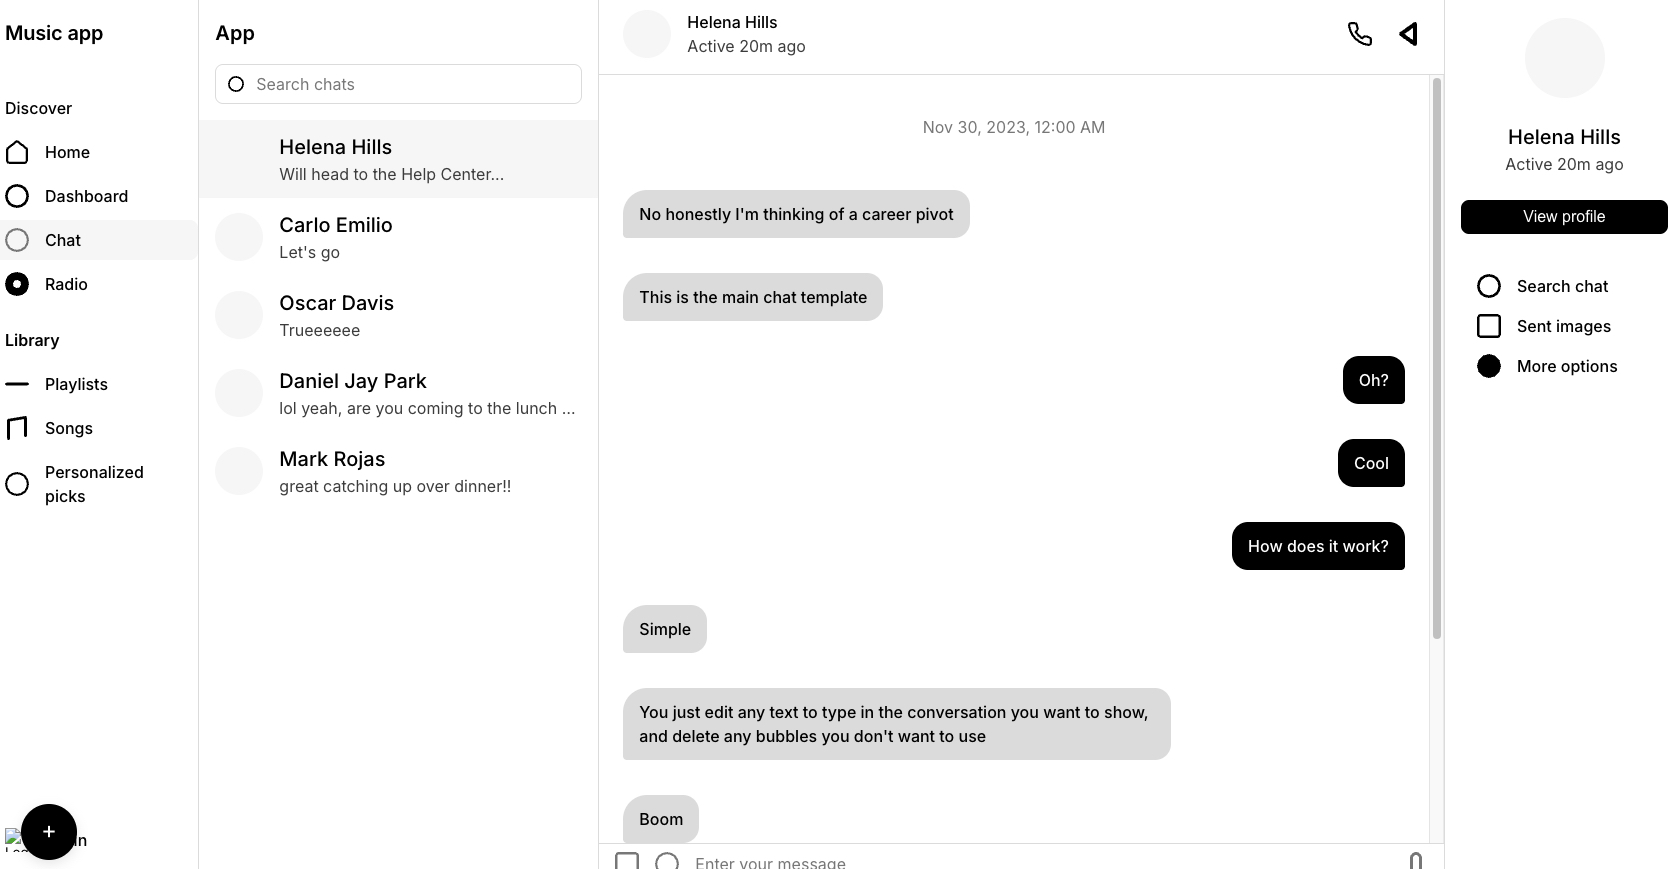 Music app
Discover
Home
Dashboard
Chat
Radio
Library
Playlists
Songs
Personalized
picks
+
App
Search chats
Helena Hills
Will head to the Help Center...
Carlo Emilio
Let's go
Oscar Davis
Trueeeeee
Daniel Jay Park
lol yeah, are you coming to the lunch ...
Mark Rojas
great catching up over dinner!!
Helena Hills
Active 20m ago
Nov 30, 2023, 12:00 AM
No honestly I'm thinking of a career pivot
This is the main chat template
Oh?
Cool
How does it work?
Simple
You just edit any text to type in the conversation you want to show,
and delete any bubbles you don't want to use
Boom
Enter your message
Helena Hills
Active 20m ago
View profile
Search chat
Sent images
More options